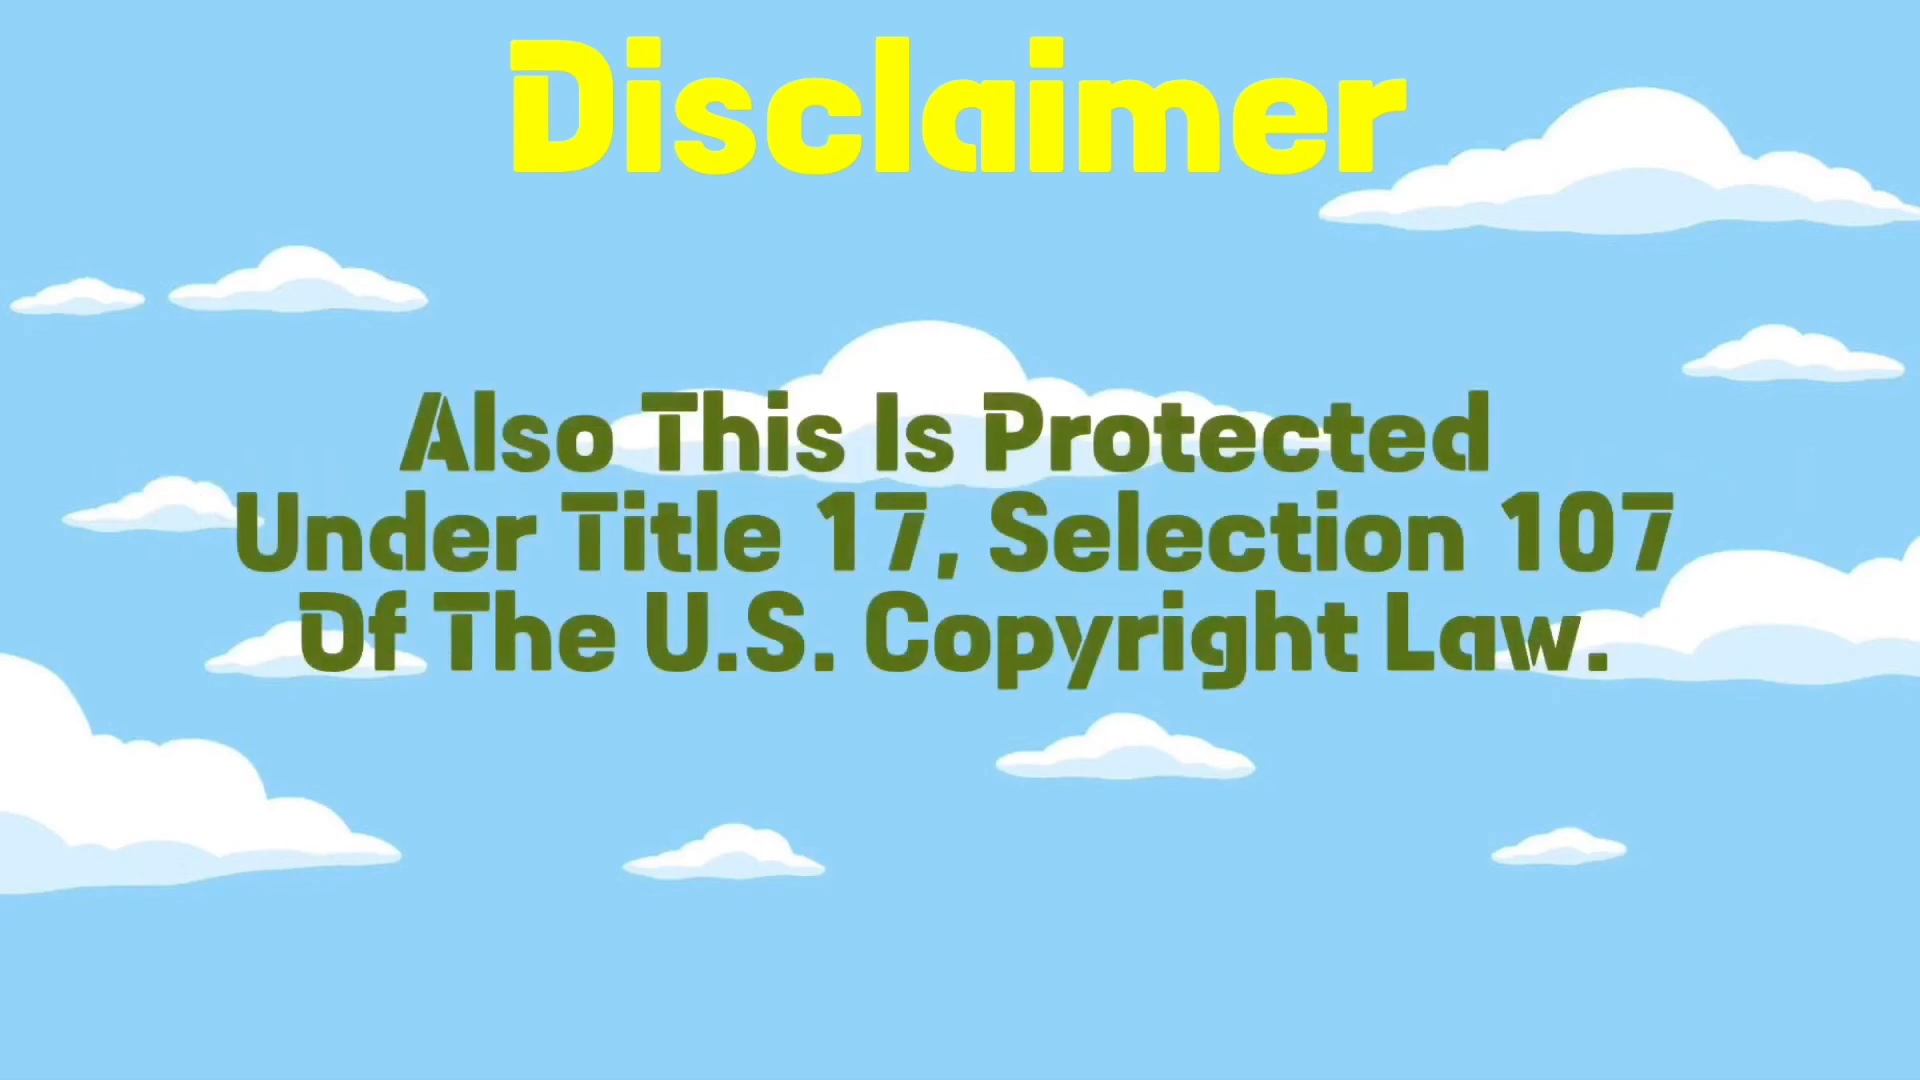 Disclaimer
Also This Is Protected
Under Title 17, Selection 107
Of The U.S. Copyright Law.